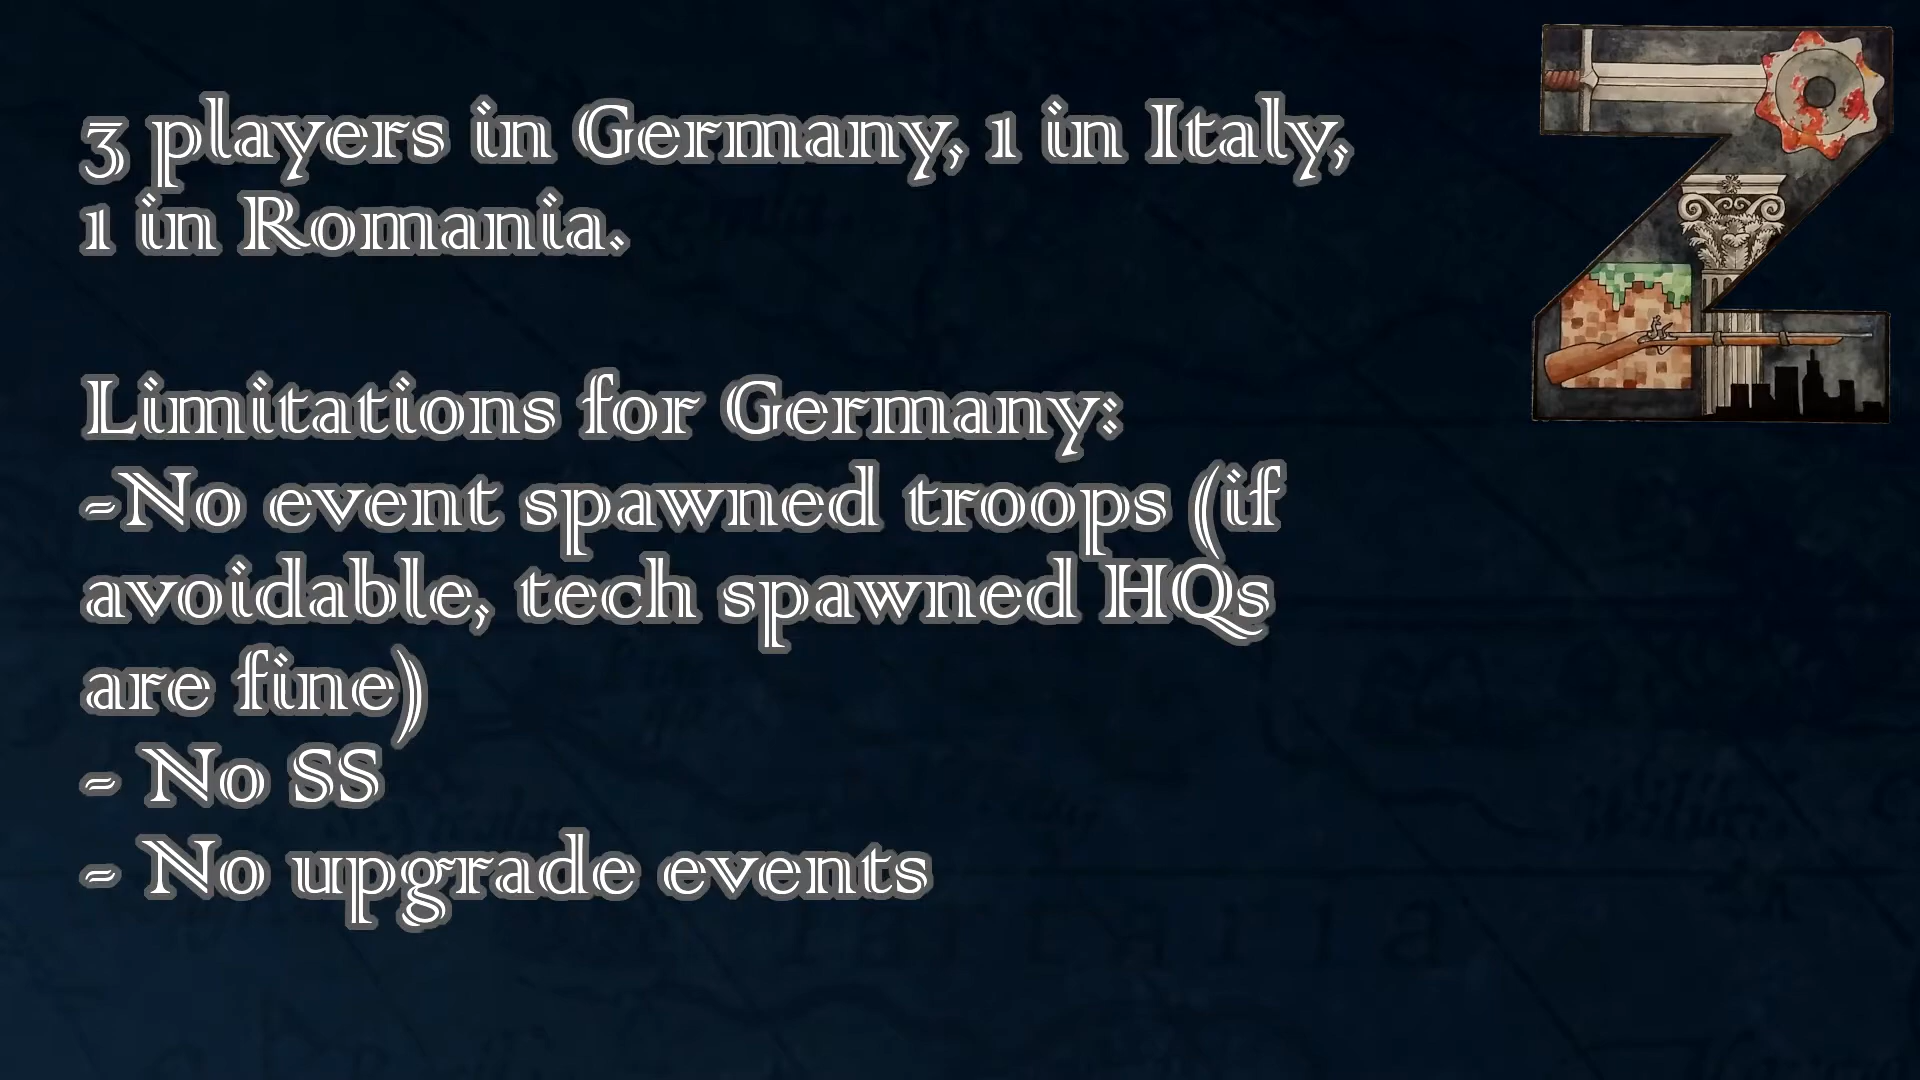 3 players in Germany, 1 in Italy,
1 in Romania.
Limitations for Germany:
-No event spawned troops (if
avoidable, tech spawned HQs
are fine)
- No SS
- No upgrade events